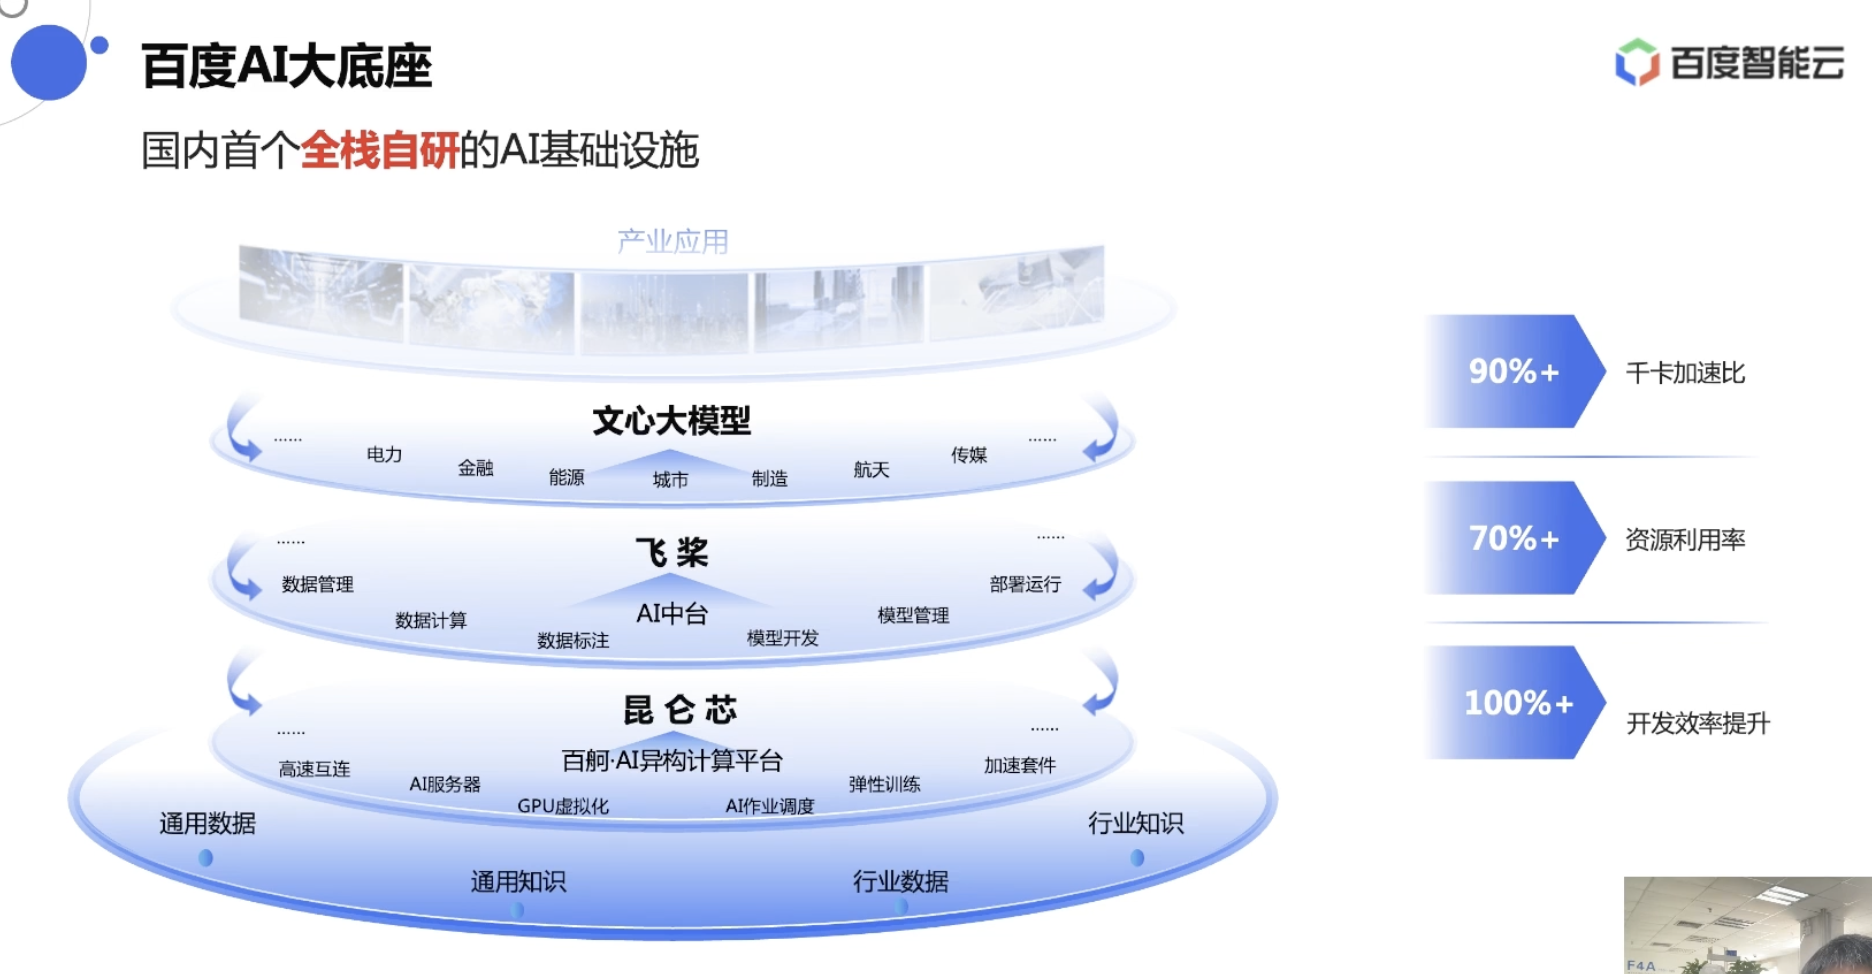 百度AI大底座
百度智能云
国内首个全栈自研的AI基础设施
产业应用
文心大模型
......
电力
金融
能源
城市
制造
航天
传媒
......
飞桨
......
数据管理
数据计算
数据标注
AI中台
模型开发
模型管理
部署运行
......
昆仑芯
百舸·AI异构计算平台
......
高速互连
AI服务器
GPU虚拟化
AI作业调度
弹性训练
加速套件
......
通用数据
通用知识
行业数据
行业知识
90%+
千卡加速比
70%+
资源利用率
100%+
开发效率提升
F4A